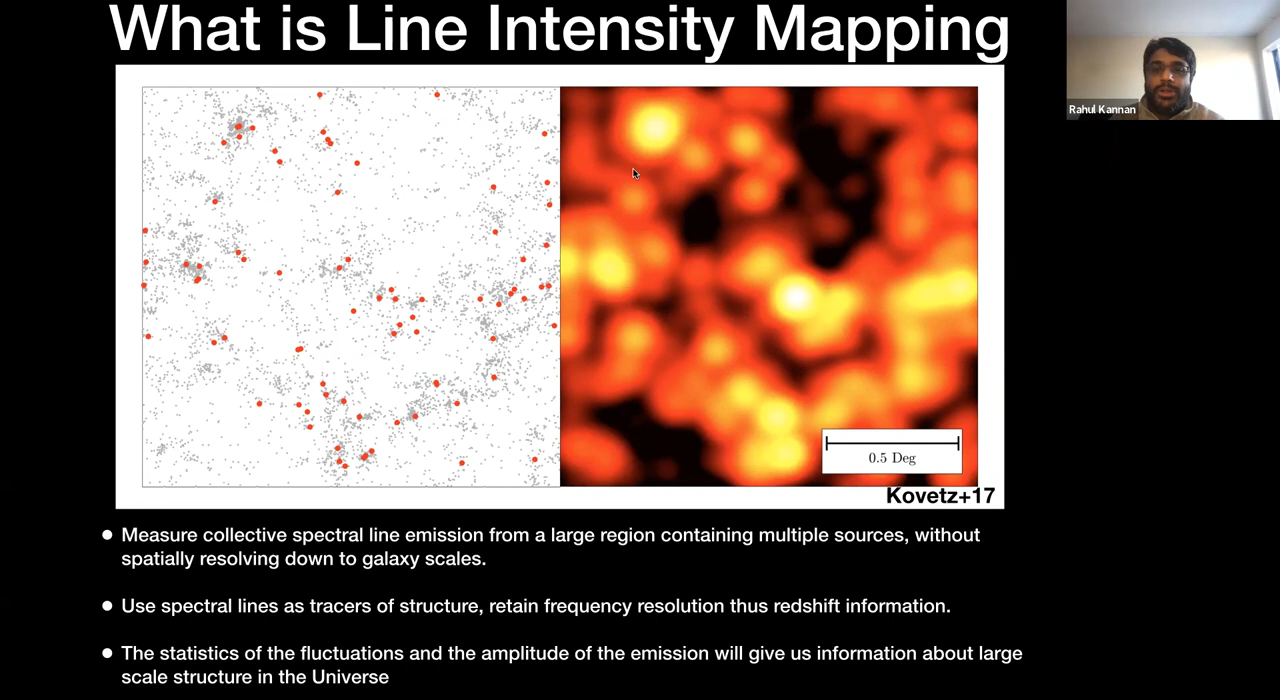 What is Line Intensity Mapping
Rahul Kannan
0.5 Deg
Kovetz+17
● Measure collective spectral line emission from a large region containing multiple sources, without
spatially resolving down to galaxy scales.
● Use spectral lines as tracers of structure, retain frequency resolution thus redshift information.
● The statistics of the fluctuations and the amplitude of the emission will give us information about large
scale structure in the Universe